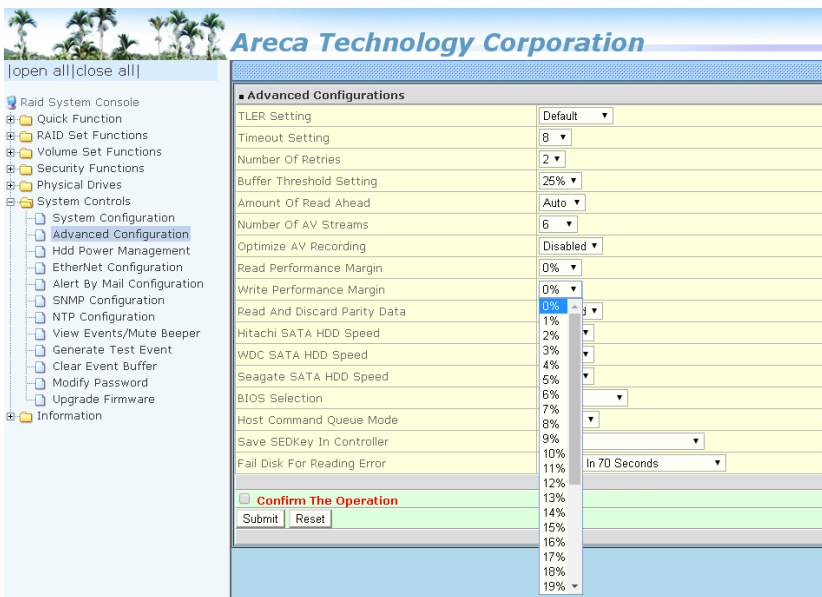 Areca Technology Corporation
|open all|close all|
Raid System Console
Quick Function
RAID Set Functions
Volume Set Functions
Security Functions
Physical Drives
System Controls
System Configuration
Advanced Configuration
Hdd Power Management
EtherNet Configuration
Alert By Mail Configuration
SNMP Configuration
NTP Configuration
View Events/Mute Beeper
Generate Test Event
Clear Event Buffer
Modify Password
Upgrade Firmware
Information
Advanced Configurations
TLER Setting Default
Timeout Setting 8
Number Of Retries 2
Buffer Threshold Setting 25%
Amount Of Read Ahead Auto
Number Of AV Streams 6
Optimize AV Recording Disabled
Read Performance Margin 0%
Write Performance Margin 0%
Read And Discard Parity Data
Hitachi SATA HDD Speed
WDC SATA HDD Speed
Seagate SATA HDD Speed
BIOS Selection
Host Command Queue Mode
Save SEDKey In Controller
Fail Disk For Reading Error In 70 Seconds
0%
1%
2%
3%
4%
5%
6%
7%
8%
9%
10%
11%
12%
13%
14%
15%
16%
17%
18%
19%
Confirm The Operation
Submit Reset